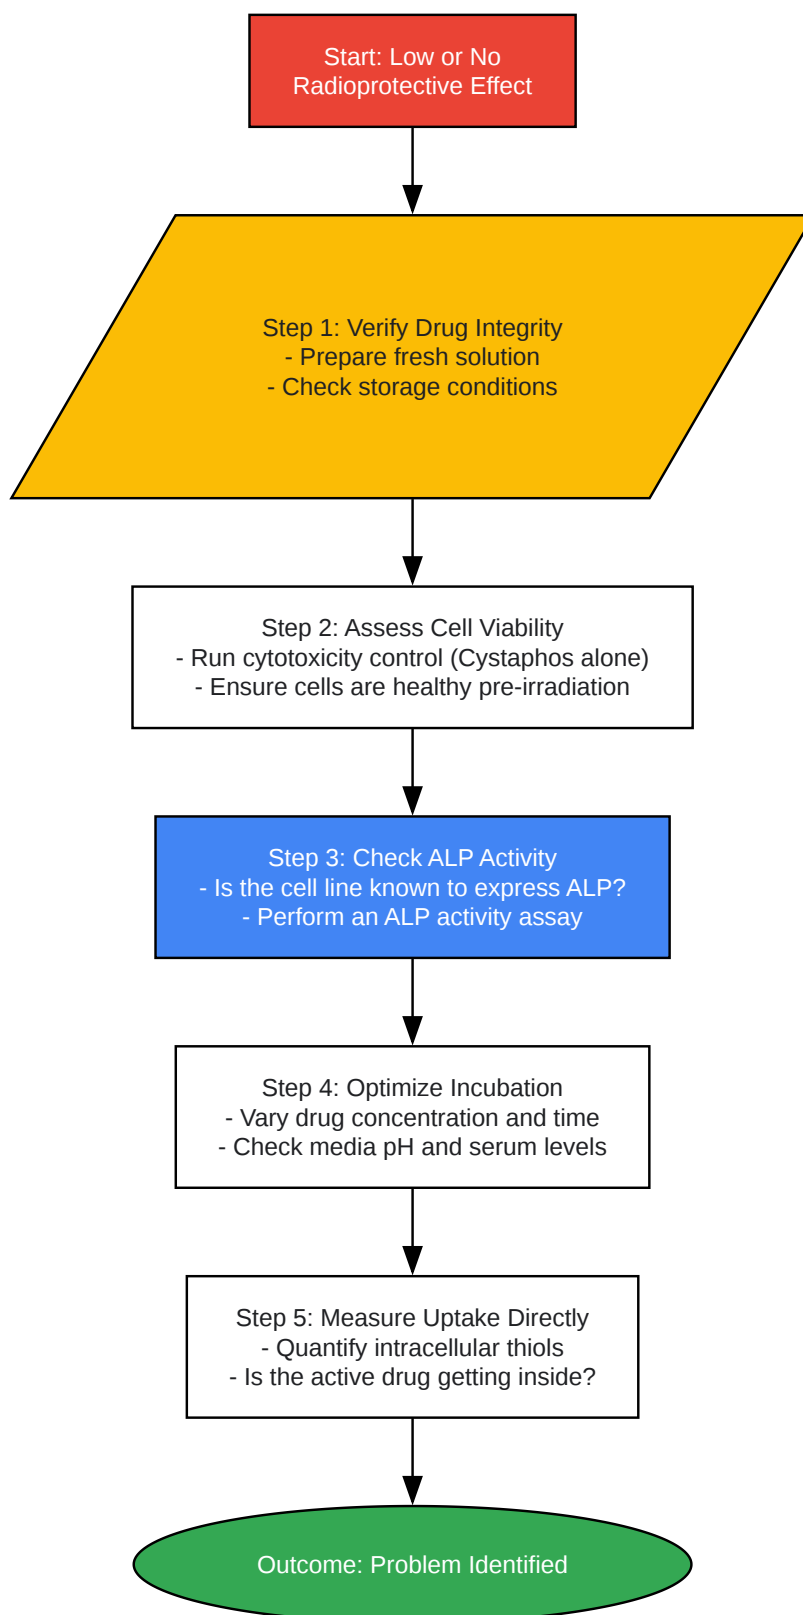 Start: Low or No
Radioprotective Effect
Step 1: Verify Drug Integrity
- Prepare fresh solution
- Check storage conditions
Step 2: Assess Cell Viability
- Run cytotoxicity control (Cystaphos alone)
- Ensure cells are healthy pre-irradiation
Step 3: Check ALP Activity
- Is the cell line known to express ALP?
- Perform an ALP activity assay
Step 4: Optimize Incubation
- Vary drug concentration and time
- Check media pH and serum levels
Step 5: Measure Uptake Directly
- Quantify intracellular thiols
- Is the active drug getting inside?
Outcome: Problem Identified